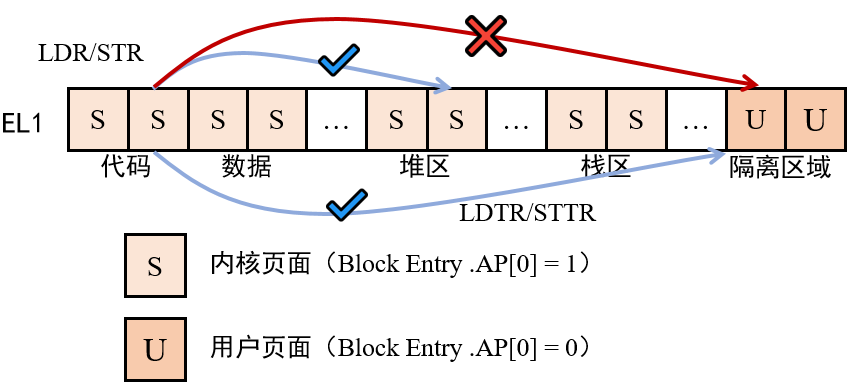 LDR/STR
EL1 S S S S … S S … S S … U U
代码 数据 堆区 栈区 隔离区域
LDTR/STTR
S 内核页面（Block Entry .AP[0] = 1）
U 用户页面（Block Entry .AP[0] = 0）